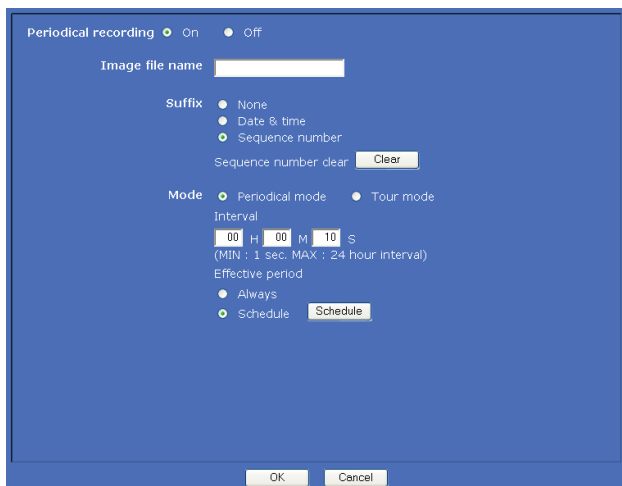 Periodical recording On Off
Image file name
Suffix None
Date & time
Sequence number
Sequence number clear Clear
Mode Periodical mode Tour mode
Interval
00 H 00 M 10 S
(MIN : 1 sec. MAX : 24 hour interval)
Effective period
Always
Schedule Schedule
OK Cancel